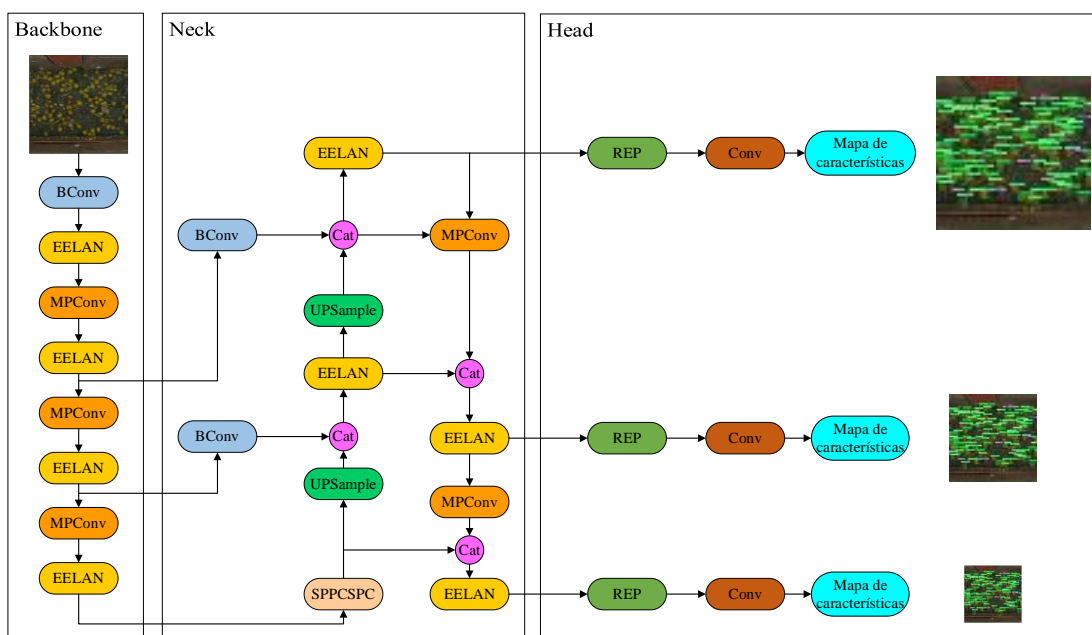 Backbone
BConv
EELAN
MPConv
EELAN
MPConv
EELAN
MPConv
EELAN
Neck
EELAN
BConv
Cat
MPConv
UPSample
EELAN
Cat
BConv
Cat
EELAN
UPSample
MPConv
Cat
SPPCSPC
EELAN
Head
REP
Conv
Mapa de
características
REP
Conv
Mapa de
características
REP
Conv
Mapa de
características